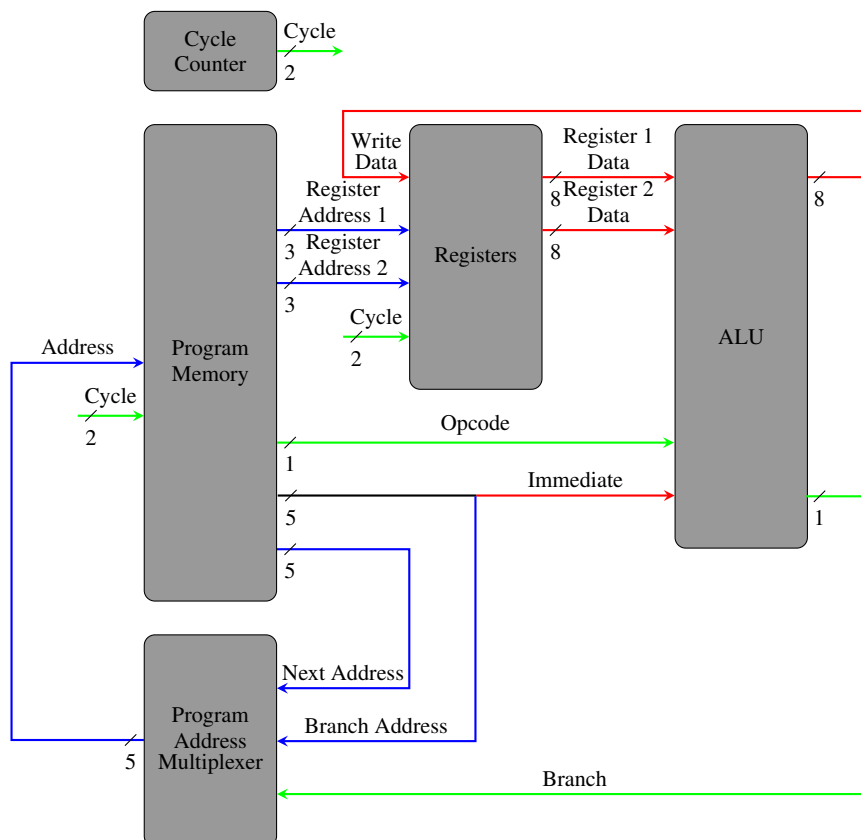 Cycle
Counter
Cycle
2
Write
Data
Register 1
Data
8
Register 2
Data
8
8
Register
Address 1
3
Register
Address 2
3
Registers
Cycle
2
ALU
Address
Program
Memory
Cycle
2
Opcode
1
Immediate
5
1
5
Next Address
Program
Address
Multiplexer
Branch Address
5
Branch